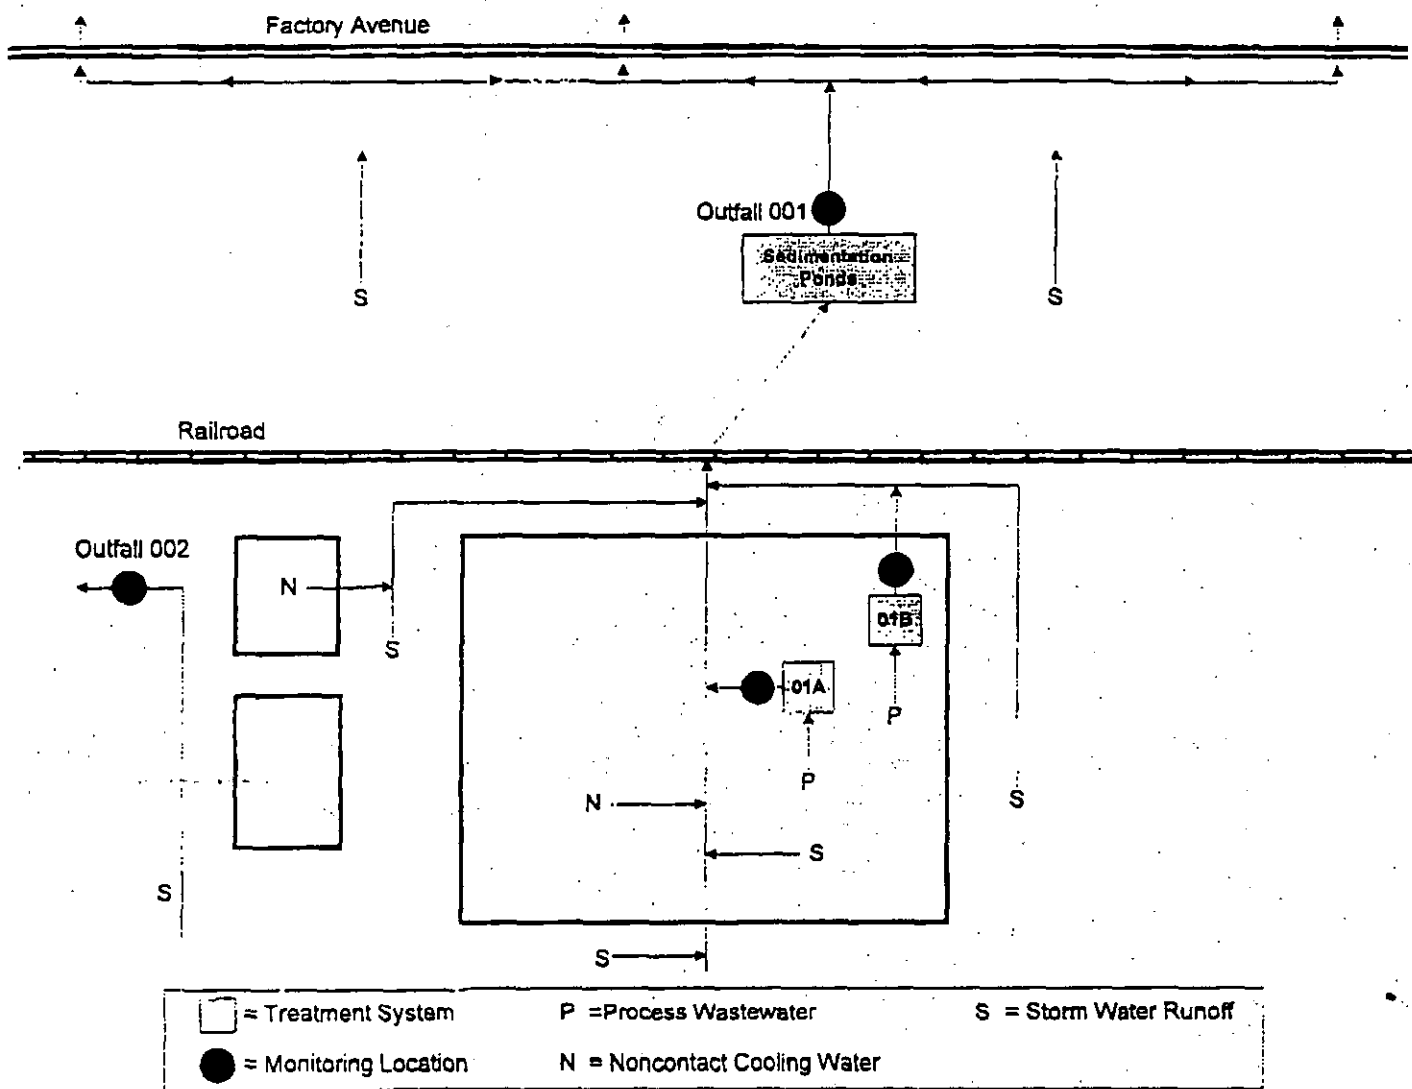 Factory Avenue
Outfall 001
Sedimentation
Ponds
S
S
Railroad
Outfall 002
N
S
01B
01A
P
P
N
S
S
S
S
= Treatment System
P =Process Wastewater
S = Storm Water Runoff
= Monitoring Location
N = Noncontact Cooling Water